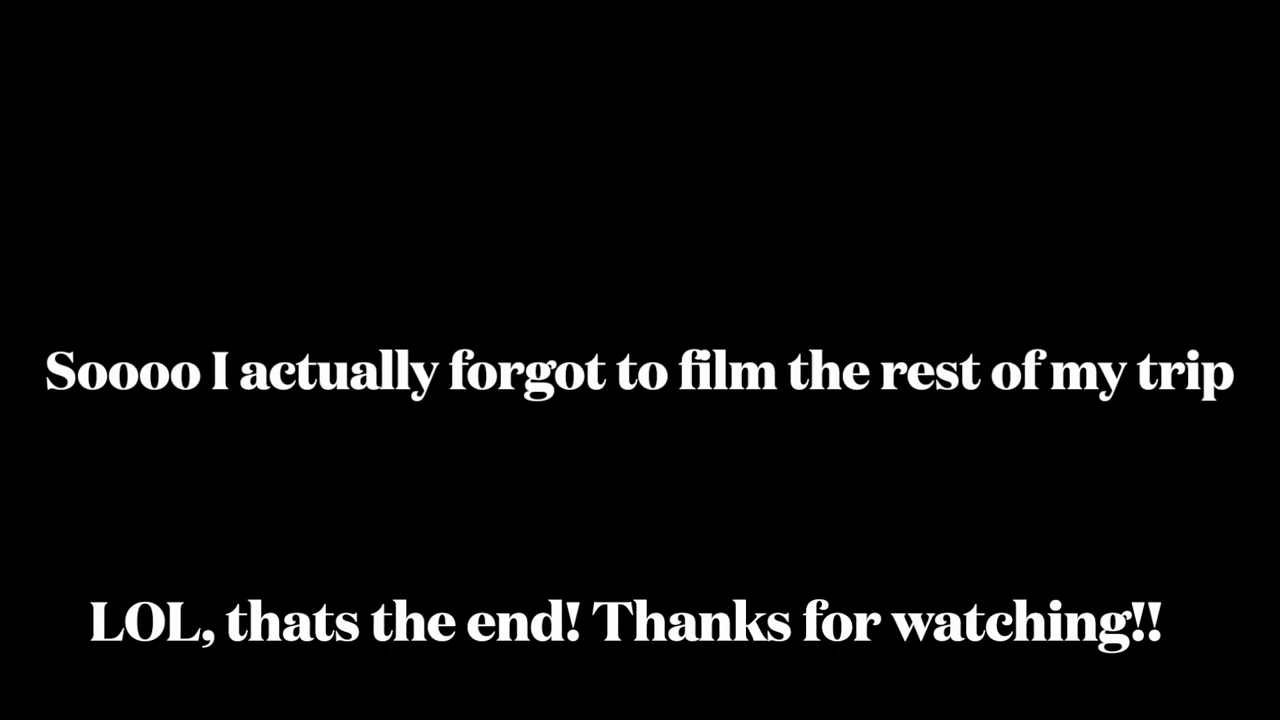 Soooo I actually forgot to film the rest of my trip
LOL, thats the end! Thanks for watching!!